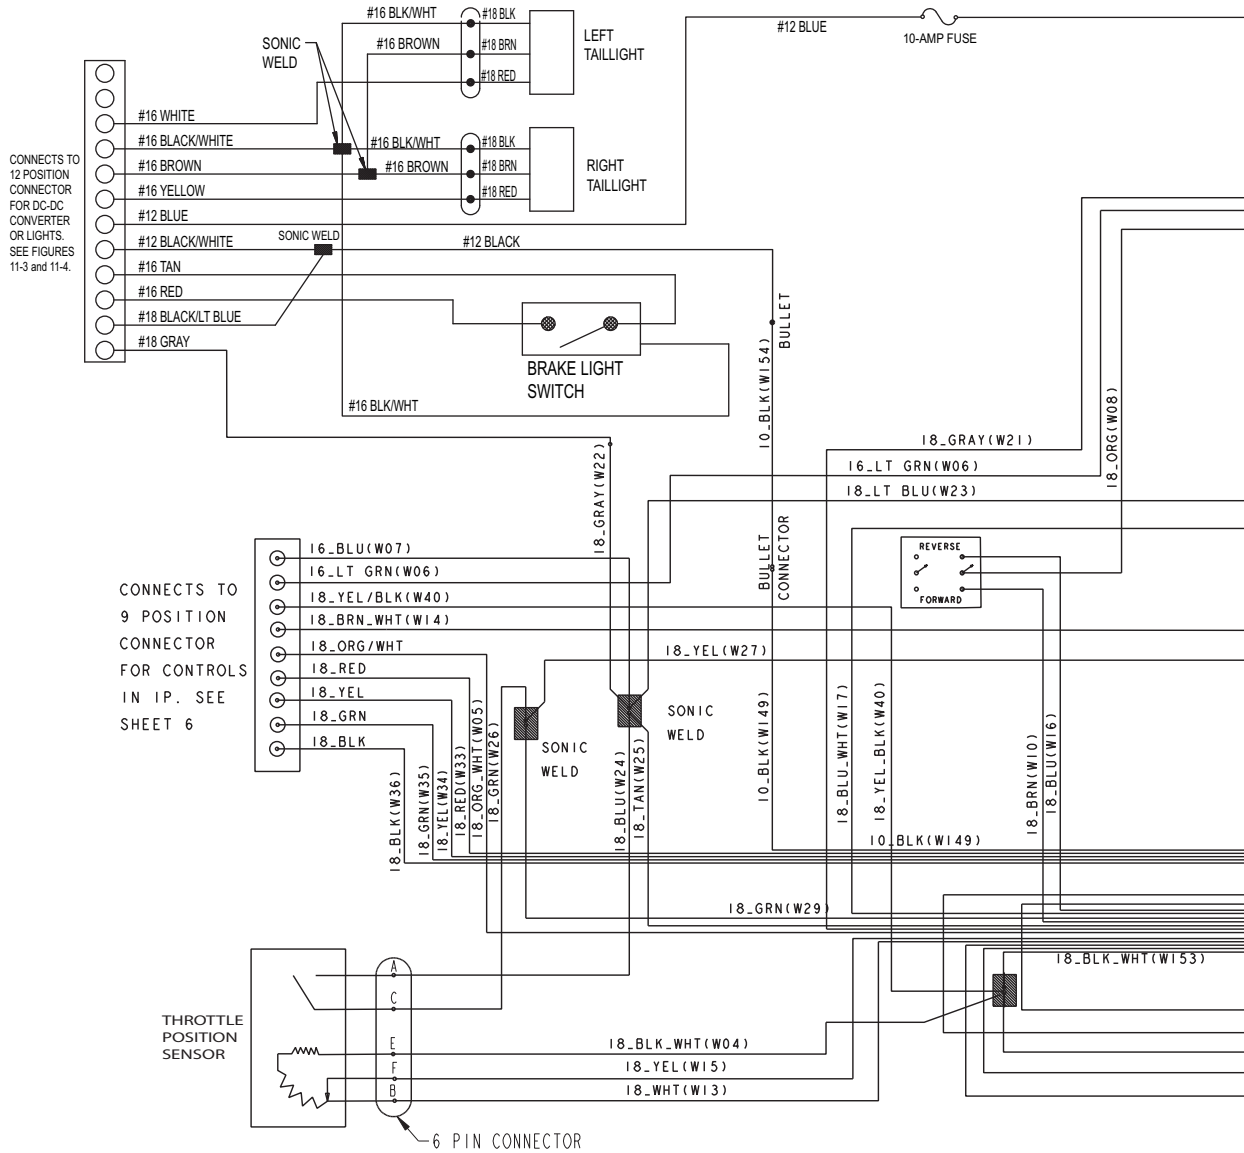 #16 BLK/WHT
#18 BLK
LEFT
TAILLIGHT
#12 BLUE
10-AMP FUSE
SONIC
WELD
#16 BROWN
#18 BRN
#18 RED
#16 WHITE
#16 BLACK/WHITE
#16 BLK/WHT
#18 BLK
RIGHT
TAILLIGHT
#16 BROWN
#16 BROWN
#18 BRN
#16 YELLOW
#18 RED
CONNECTS TO
12 POSITION
CONNECTOR
FOR DC-DC
CONVERTER
OR LIGHTS.
SEE FIGURES
11-3 and 11-4.
#12 BLUE
#12 BLACK/WHITE
SONIC WELD
#12 BLACK
#16 TAN
#16 RED
#18 BLACK/LT BLUE
#18 GRAY
BRAKE LIGHT
SWITCH
#16 BLK/WHT
BULLET
10_BLK(W154)
18_GRAY(W21)
16_LT GRN(W06)
18_LT BLU(W23)
18_ORG(W08)
18_GRAY(W22)
BULLET
CONNECTOR
REVERSE
FORWARD
CONNECTS TO
9 POSITION
CONNECTOR
FOR CONTROLS
IN IP. SEE
SHEET 6
16_BLU(W07)
16_LT GRN(W06)
18_YEL/BLK(W40)
18_BRN_WHT(W14)
18_ORG/WHT
18_RED
18_YEL
18_GRN
18_BLK
18_YEL(W27)
SONIC
WELD
SONIC
WELD
18_BLK(W36)
18_GRN(W35)
18_YEL(W34)
18_RED(W33)
18_ORG_WHT(W05)
18_GRN(W26)
18_BLU(W24)
18_TAN(W25)
10_BLK(W149)
18_BLU_WHT(W17)
18_YEL_BLK(W40)
18_BRN(W10)
18_BLU(W16)
10_BLK(W149)
18_GRN(W29)
18_BLK_WHT(W153)
THROTTLE
POSITION
SENSOR
A
C
E
F
B
18_BLK_WHT(W04)
18_YEL(W15)
18_WHT(W13)
6 PIN CONNECTOR